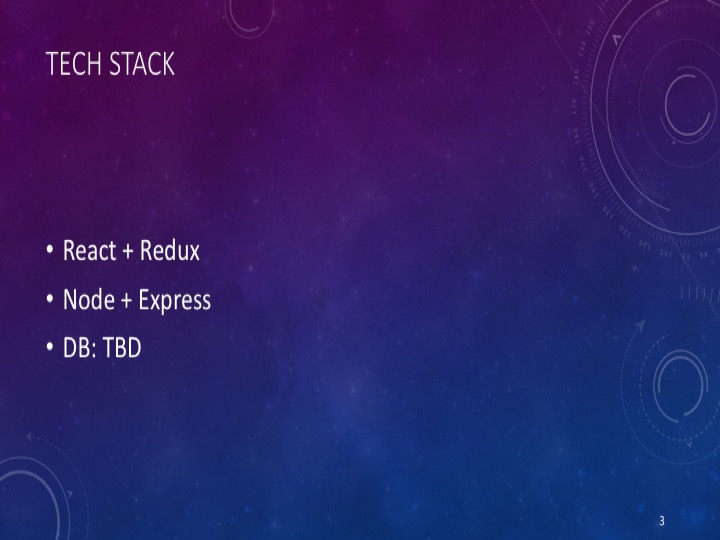 TECH STACK
• React + Redux
• Node + Express
• DB: TBD
3